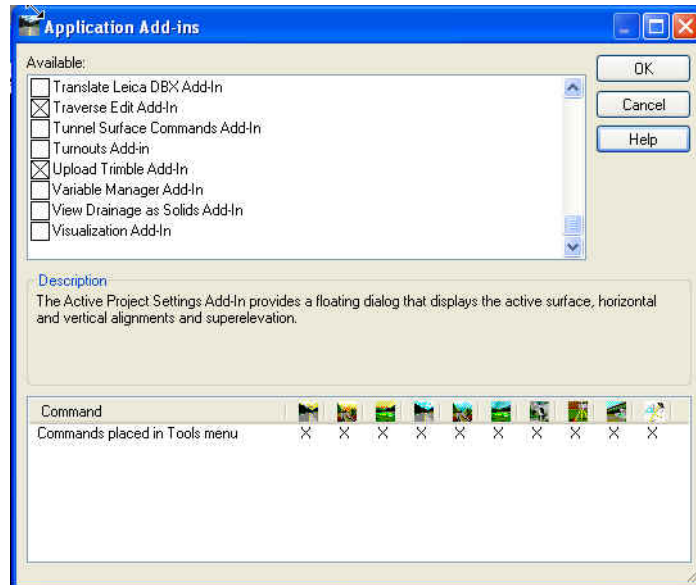 Application Add-ins
Available:
Translate Leica DBX Add-In
Traverse Edit Add-In
Tunnel Surface Commands Add-In
Turnouts Add-in
Upload Trimble Add-In
Variable Manager Add-In
View Drainage as Solids Add-In
Visualization Add-In
OK
Cancel
Help
Description
The Active Project Settings Add-In provides a floating dialog that displays the active surface, horizontal
and vertical alignments and superelevation.
Command
Commands placed in Tools menu X X X X X X X X X X